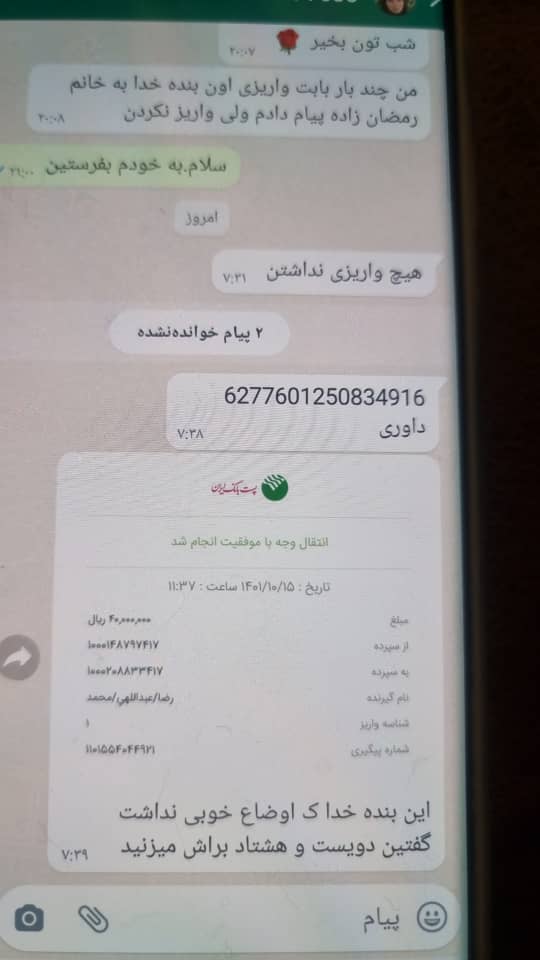 شب تون بخیر 🌹
۲۰:۰۷
من چند بار بابت واریزی اون بنده خدا به خانم
رمضان زاده پیام دادم ولی واریز نکردن
۲۰:۰۸
سلام.به خودم بفرستین
۲۱:۰۰
امروز
هیچ واریزی نداشتن
۷:۳۱
۲ پیام خوانده‌نشده
6277601250834916
داوری
۷:۳۸
پست بانک ایران
انتقال وجه با موفقیت انجام شد
تاریخ : ۱۴۰۱/۱۰/۱۵ ساعت : ۱۱:۳۷
مبلغ ۴۰,۰۰۰,۰۰۰ ریال
از سپرده ۱۰۰۰۱۴۸۷۹۷۴۱۷
به سپرده ۱۰۰۰۲۰۸۸۳۳۴۱۷
نام گیرنده رضا/عبداللهي/محمد
شناسه واریز ۱
شماره پیگیری ۱۱۰۱۵۵۴۰۴۴۹۲۱
این بنده خدا ک اوضاع خوبی نداشت
گفتین دویست و هشتاد براش میزنید
۷:۳۹
پیام